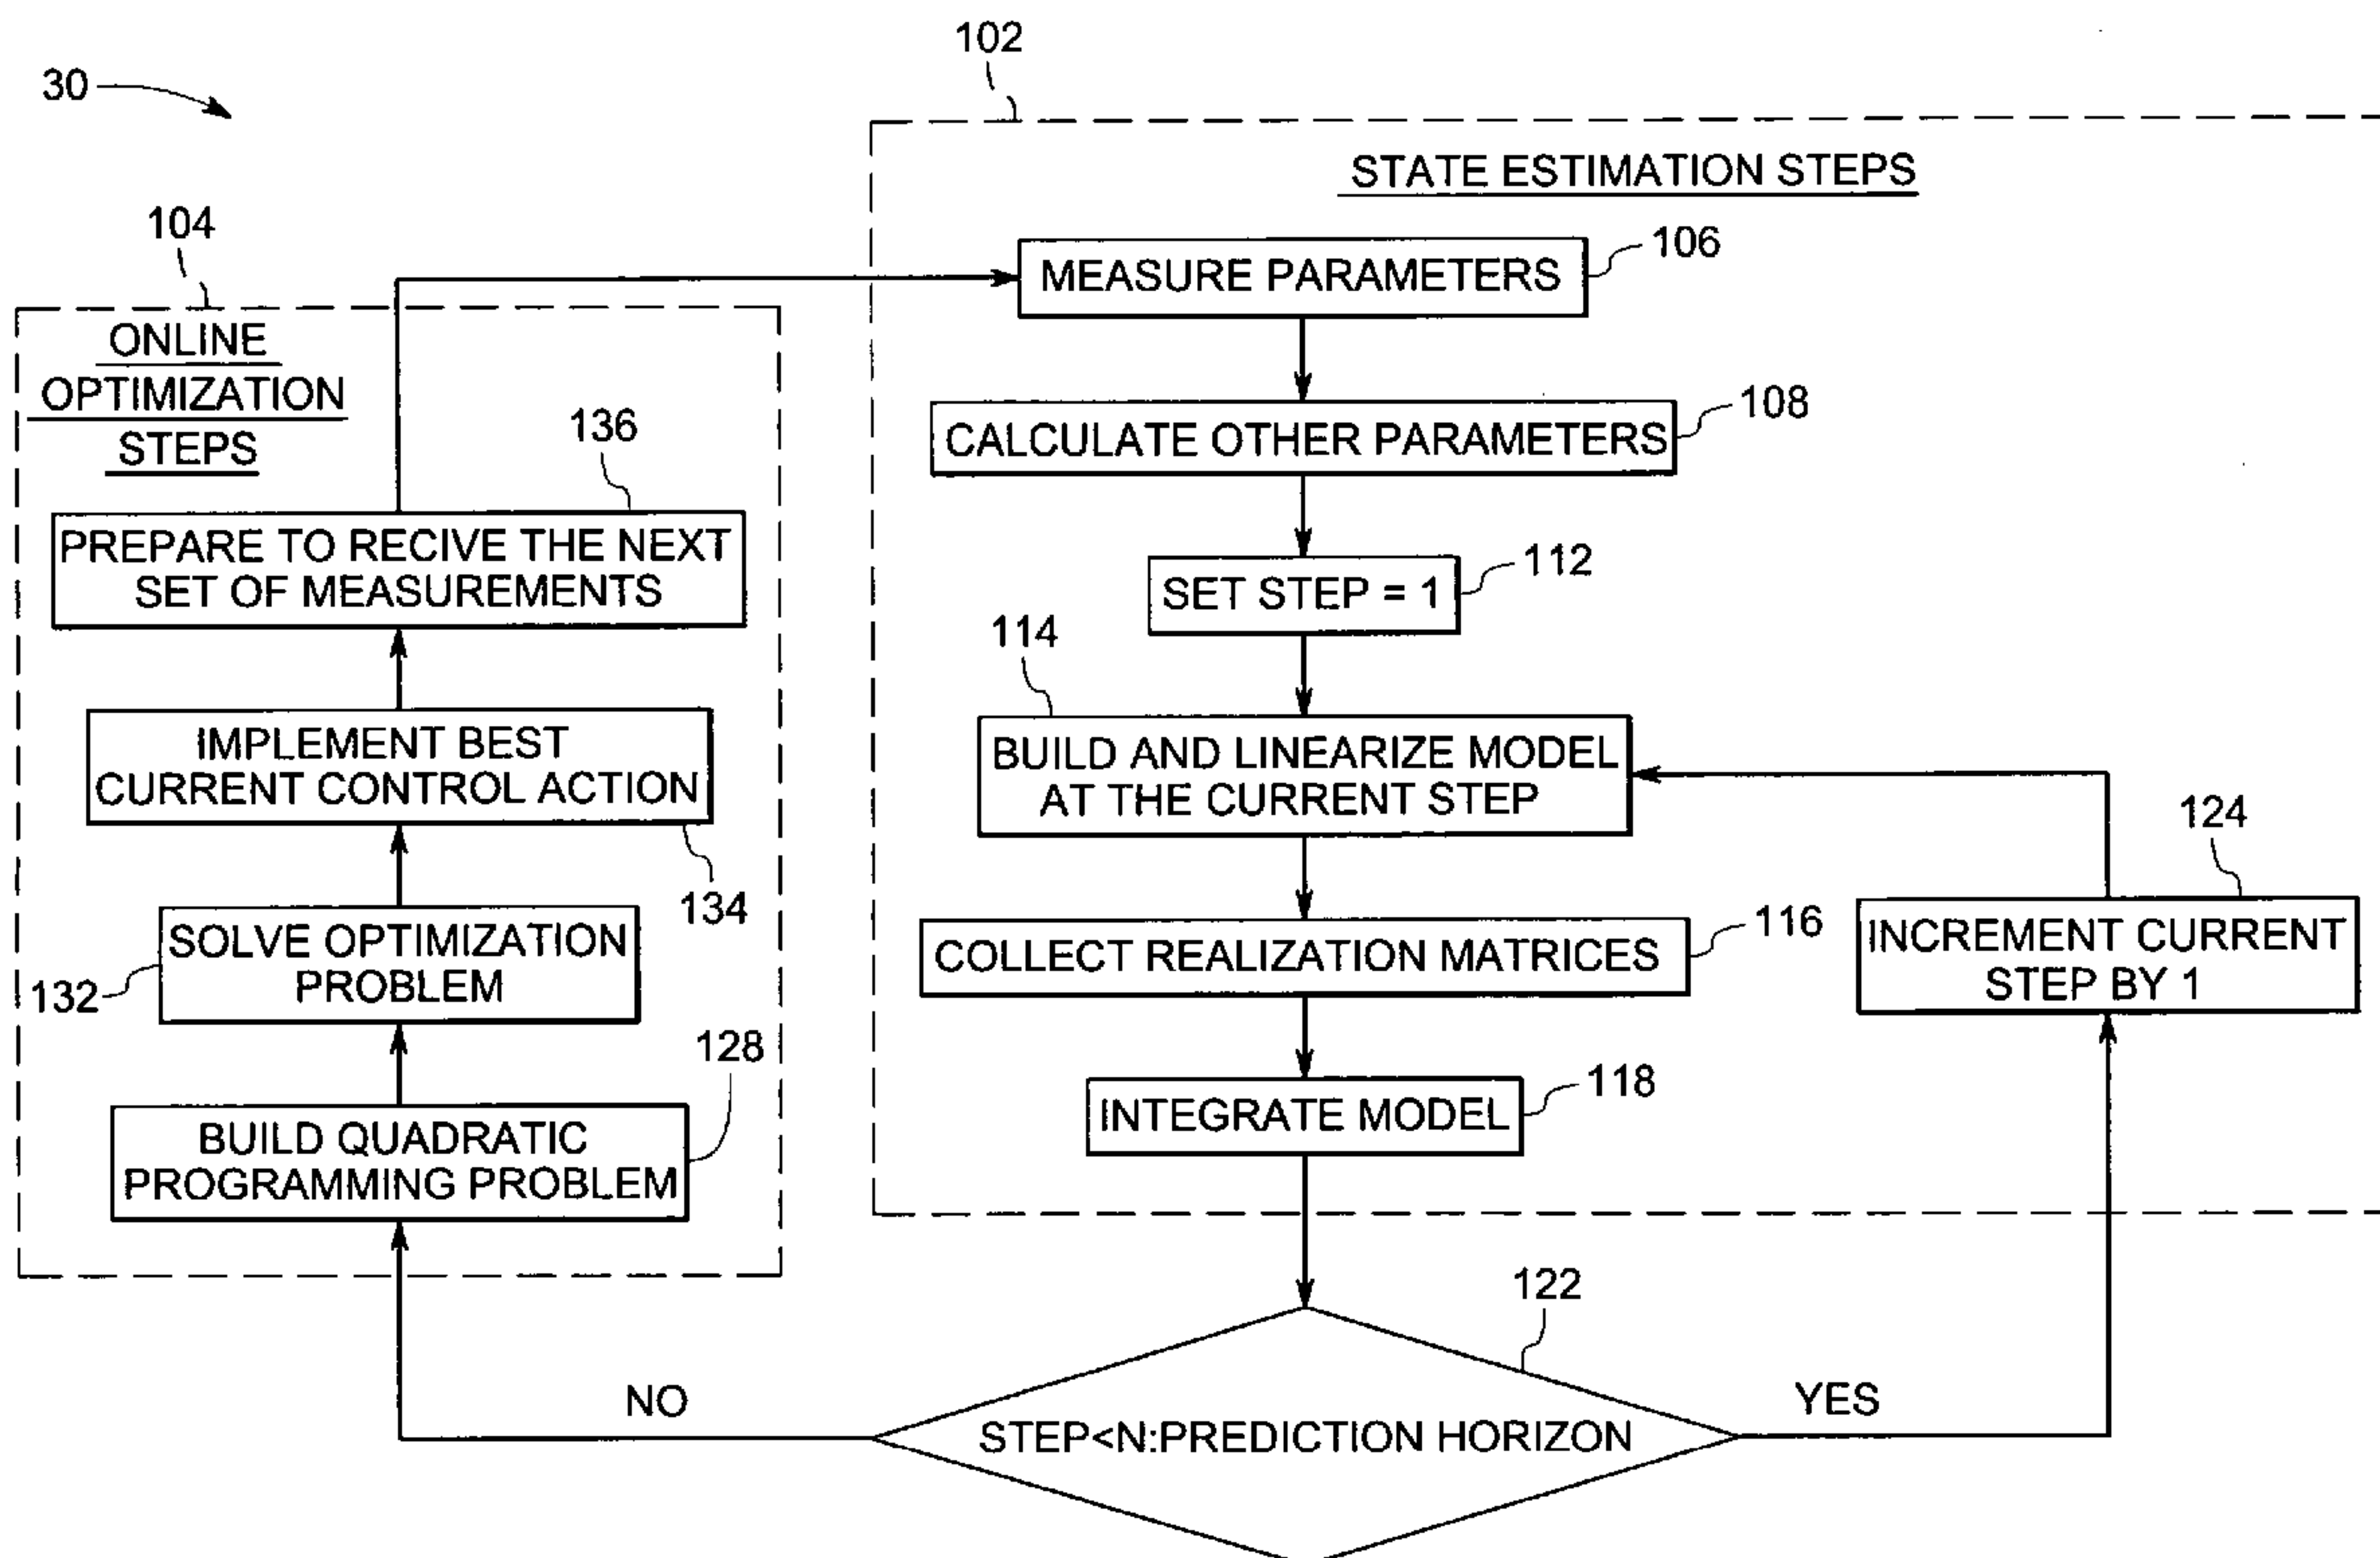 30
102
STATE ESTIMATION STEPS
104
106
MEASURE PARAMETERS
ONLINE
OPTIMIZATION
STEPS
108
CALCULATE OTHER PARAMETERS
136
PREPARE TO RECIVE THE NEXT
SET OF MEASUREMENTS
112
SET STEP = 1
114
BUILD AND LINEARIZE MODEL
AT THE CURRENT STEP
IMPLEMENT BEST
CURRENT CONTROL ACTION
134
124
INCREMENT CURRENT
STEP BY 1
116
COLLECT REALIZATION MATRICES
SOLVE OPTIMIZATION
PROBLEM
132
128
118
INTEGRATE MODEL
BUILD QUADRATIC
PROGRAMMING PROBLEM
122
NO
YES
STEP<N:PREDICTION HORIZON